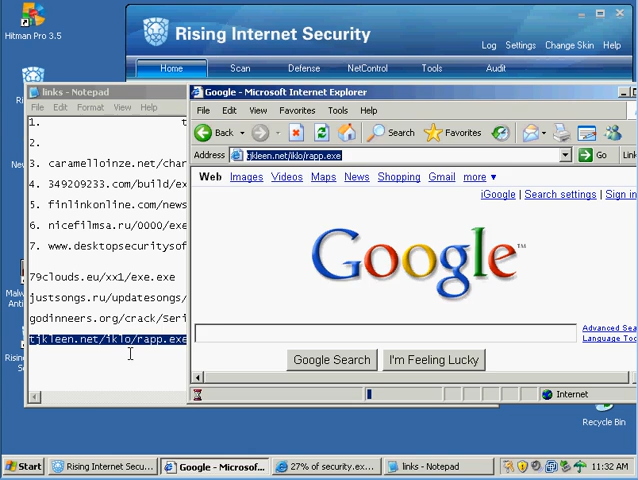 Hitman Pro 3.5
Rising Internet Security
Log Settings Change Skin Help
Home Scan Defense NetControl Tools Audit
links - Notepad
File Edit Format View Help
1.
2.
3. caramelloinze.net/char
4. 349209233.com/build/ex
5. finlinkonline.com/news
6. nicefilmsa.ru/0000/exe
7. www.desktopsecuritysof
79clouds.eu/xx1/exe.exe
justsongs.ru/updatesongs/
godinneers.org/crack/Seri
tjkleen.net/iklo/rapp.exe
Google - Microsoft Internet Explorer
File Edit View Favorites Tools Help
Back Search Favorites
Address tjkleen.net/iklo/rapp.exe Go Link
Web Images Videos Maps News Shopping Gmail more
iGoogle | Search settings | Sign in
Google™
Advanced Sea
Language Too
Google Search I'm Feeling Lucky
Internet
Recycle Bin
Start Rising Internet Secu... Google - Microsof... 27% of security.ex... links - Notepad 11:32 AM